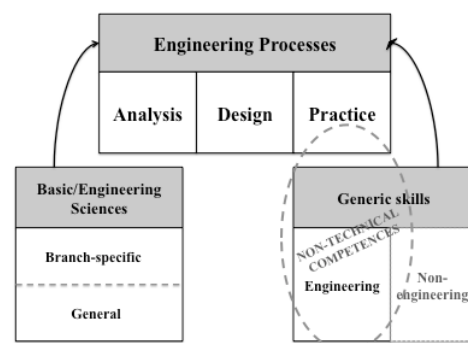 Engineering Processes
Analysis
Design
Practice
Basic/Engineering
Sciences
Branch-specific
General
Generic skills
NON-TECHNICAL
COMPETENCES
Engineering
Non-
engineering